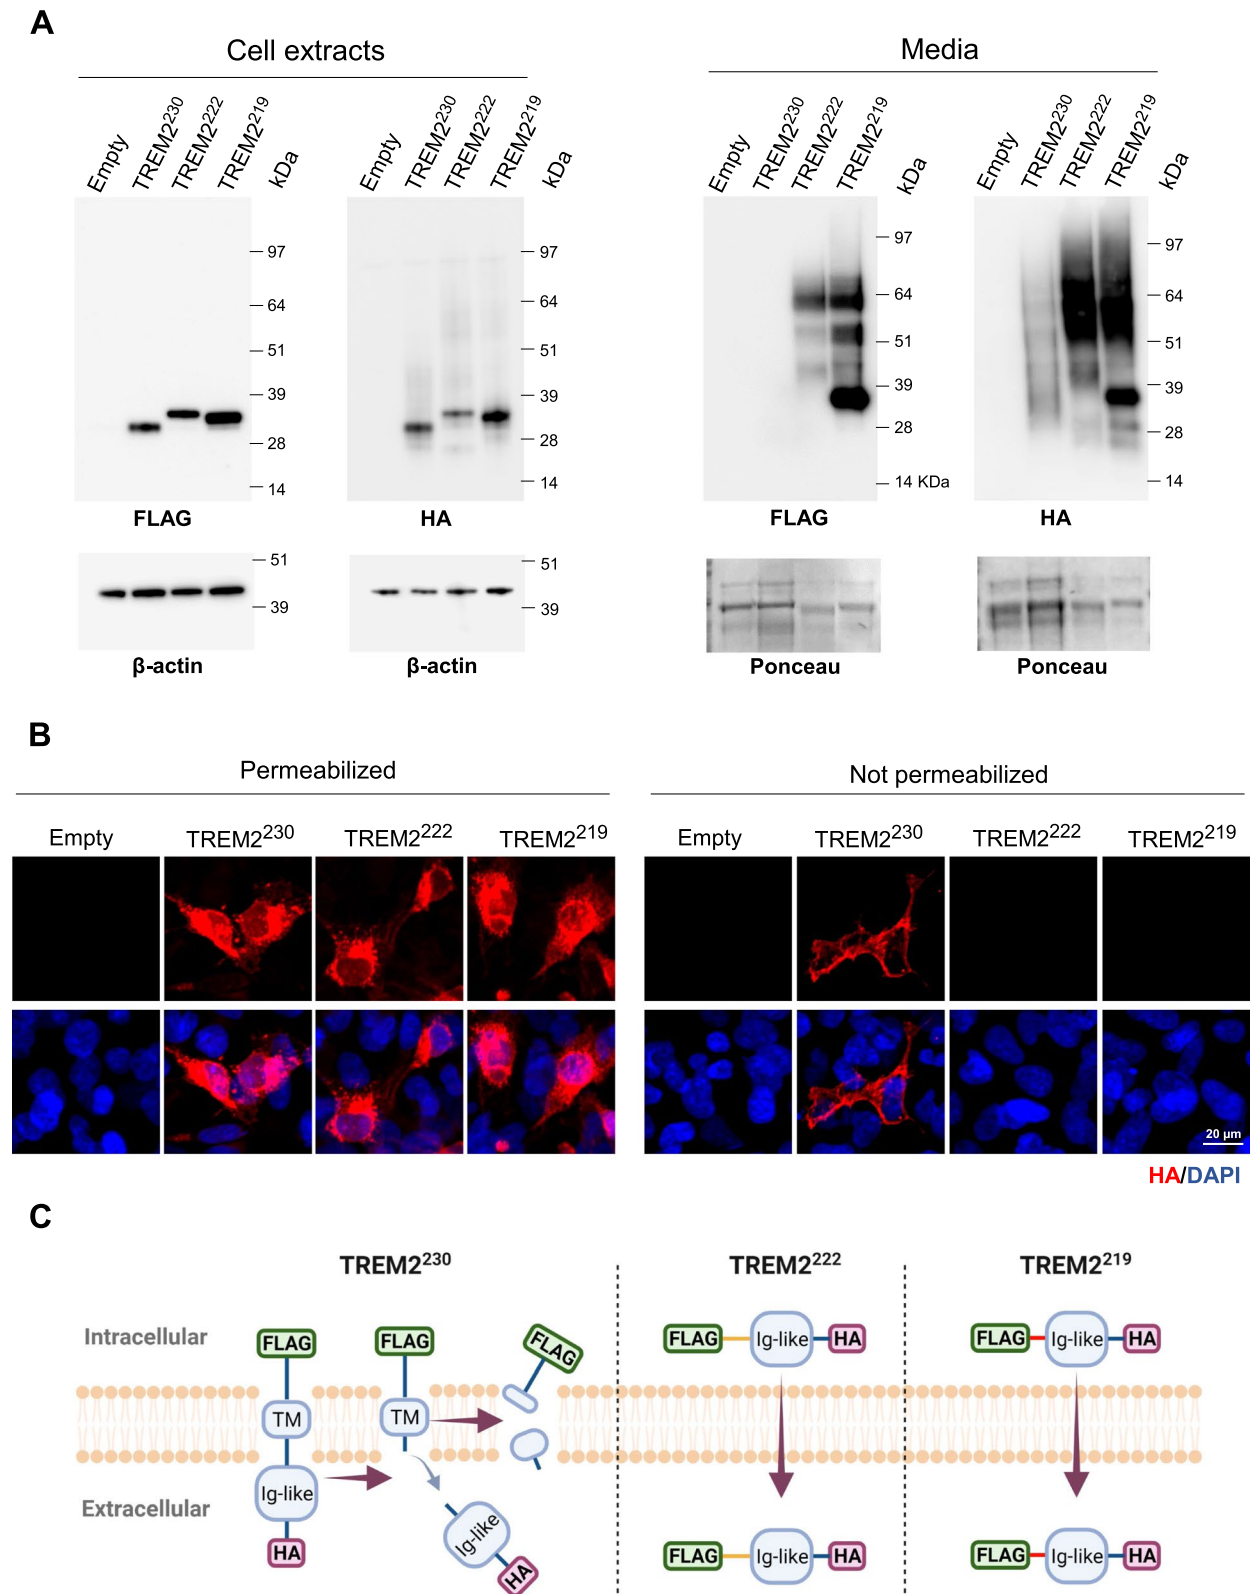 A
Cell extracts
Media
Empty
TREM2²³⁰
TREM2²²²
TREM2²¹⁹
kDa
Empty
TREM2²³⁰
TREM2²²²
TREM2²¹⁹
kDa
Empty
TREM2²³⁰
TREM2²²²
TREM2²¹⁹
kDa
Empty
TREM2²³⁰
TREM2²²²
TREM2²¹⁹
kDa
97
64
51
39
28
14
97
64
51
39
28
14
97
64
51
39
28
14 KDa
97
64
51
39
28
14
FLAG
HA
FLAG
HA
51
39
51
39
β-actin
β-actin
Ponceau
Ponceau
B
Permeabilized
Not permeabilized
Empty
TREM2²³⁰
TREM2²²²
TREM2²¹⁹
Empty
TREM2²³⁰
TREM2²²²
TREM2²¹⁹
20 µm
HA/DAPI
C
TREM2²³⁰
TREM2²²²
TREM2²¹⁹
Intracellular
Extracellular
FLAG
TM
Ig-like
HA
FLAG
TM
Ig-like
HA
FLAG
FLAG
Ig-like
HA
FLAG
Ig-like
HA
FLAG
Ig-like
HA
FLAG
Ig-like
HA